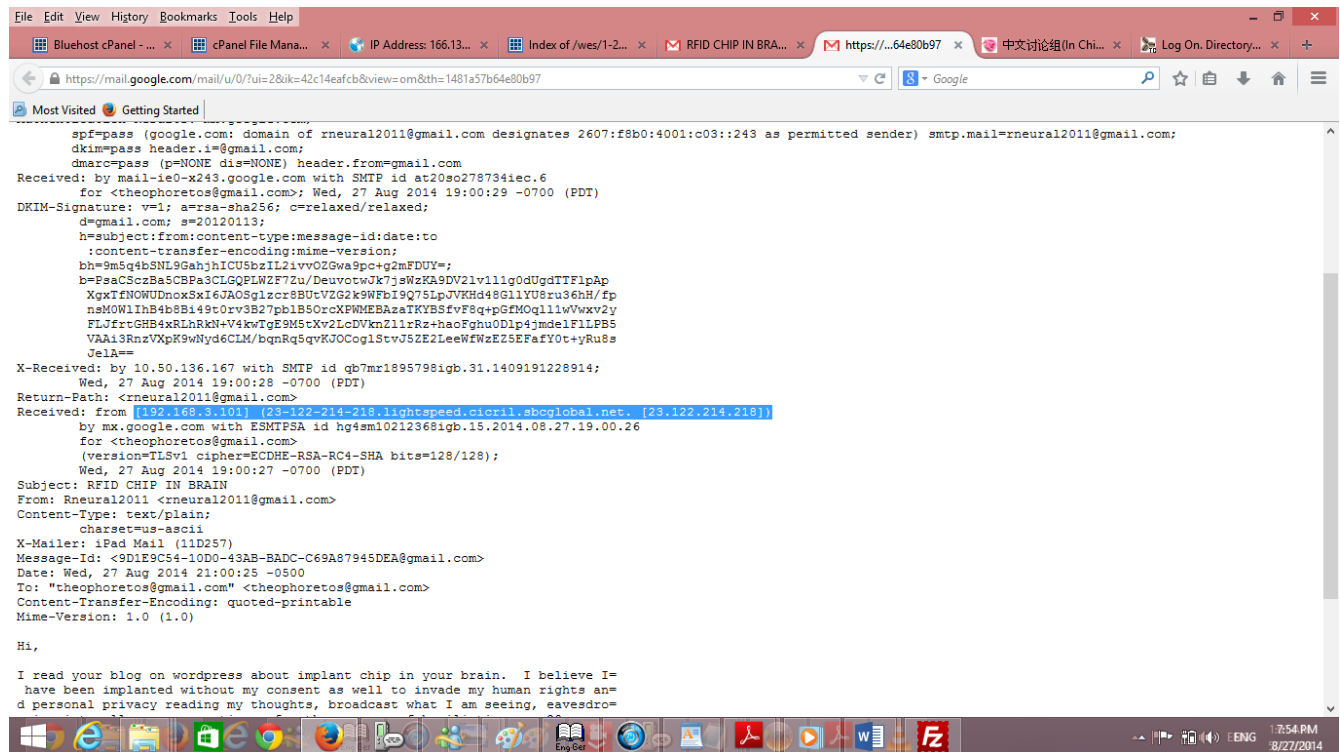 File Edit View History Bookmarks Tools Help
Bluehost cPanel - ... × cPanel File Mana... × IP Address: 166.13... × Index of /wes/1-2... × RFID CHIP IN BRA... × https://...64e80b97 × 中文讨论组(In Chi... × Log On. Directory... × +
https://mail.google.com/mail/u/0/?ui=2&ik=42c14eafcb&view=om&th=1481a57b64e80b97 Google
Most Visited Getting Started
spf=pass (google.com: domain of rneural2011@gmail.com designates 2607:f8b0:4001:c03::243 as permitted sender) smtp.mail=rneural2011@gmail.com;
dkim=pass header.i=@gmail.com;
dmarc=pass (p=NONE dis=NONE) header.from=gmail.com
Received: by mail-ie0-x243.google.com with SMTP id at20so278734iec.6
for <theophoretos@gmail.com>; Wed, 27 Aug 2014 19:00:29 -0700 (PDT)
DKIM-Signature: v=1; a=rsa-sha256; c=relaxed/relaxed;
d=gmail.com; s=20120113;
h=subject:from:content-type:message-id:date:to
:content-transfer-encoding:mime-version;
bh=9m5q4bSNL9GahjhICU5bzIL2ivvOZGwa9pc+g2mFDUY=;
X-Received: by 10.50.136.167 with SMTP id qb7mr1895798igb.31.1409191228914;
Wed, 27 Aug 2014 19:00:28 -0700 (PDT)
Return-Path: <rneural2011@gmail.com>
Received: from [192.168.3.101] (23-122-214-218.lightspeed.cicril.sbcglobal.net. [23.122.214.218])
by mx.google.com with ESMTPSA id hg4sm10212368igb.15.2014.08.27.19.00.26
for <theophoretos@gmail.com>
(version=TLSv1 cipher=ECDHE-RSA-RC4-SHA bits=128/128);
Wed, 27 Aug 2014 19:00:27 -0700 (PDT)
Subject: RFID CHIP IN BRAIN
From: Rneural2011 <rneural2011@gmail.com>
Content-Type: text/plain;
charset=us-ascii
X-Mailer: iPad Mail (11D257)
Message-Id: <9D1E9C54-10D0-43AB-BADC-C69A87945DEA@gmail.com>
Date: Wed, 27 Aug 2014 21:00:25 -0500
To: "theophoretos@gmail.com" <theophoretos@gmail.com>
Content-Transfer-Encoding: quoted-printable
Mime-Version: 1.0 (1.0)
Hi,
I read your blog on wordpress about implant chip in your brain.  I believe I=
have been implanted without my consent as well to invade my human rights an=
d personal privacy reading my thoughts, broadcast what I am seeing, eavesdro=
Eng Get
ENG 7:54 PM
8/27/2014